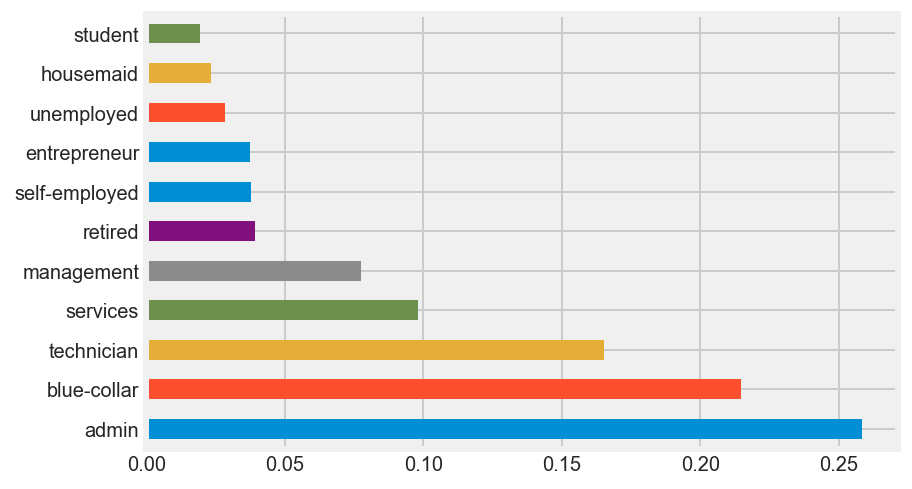 student
housemaid
unemployed
entrepreneur
self-employed
retired
management
services
technician
blue-collar
admin
0.00 0.05 0.10 0.15 0.20 0.25